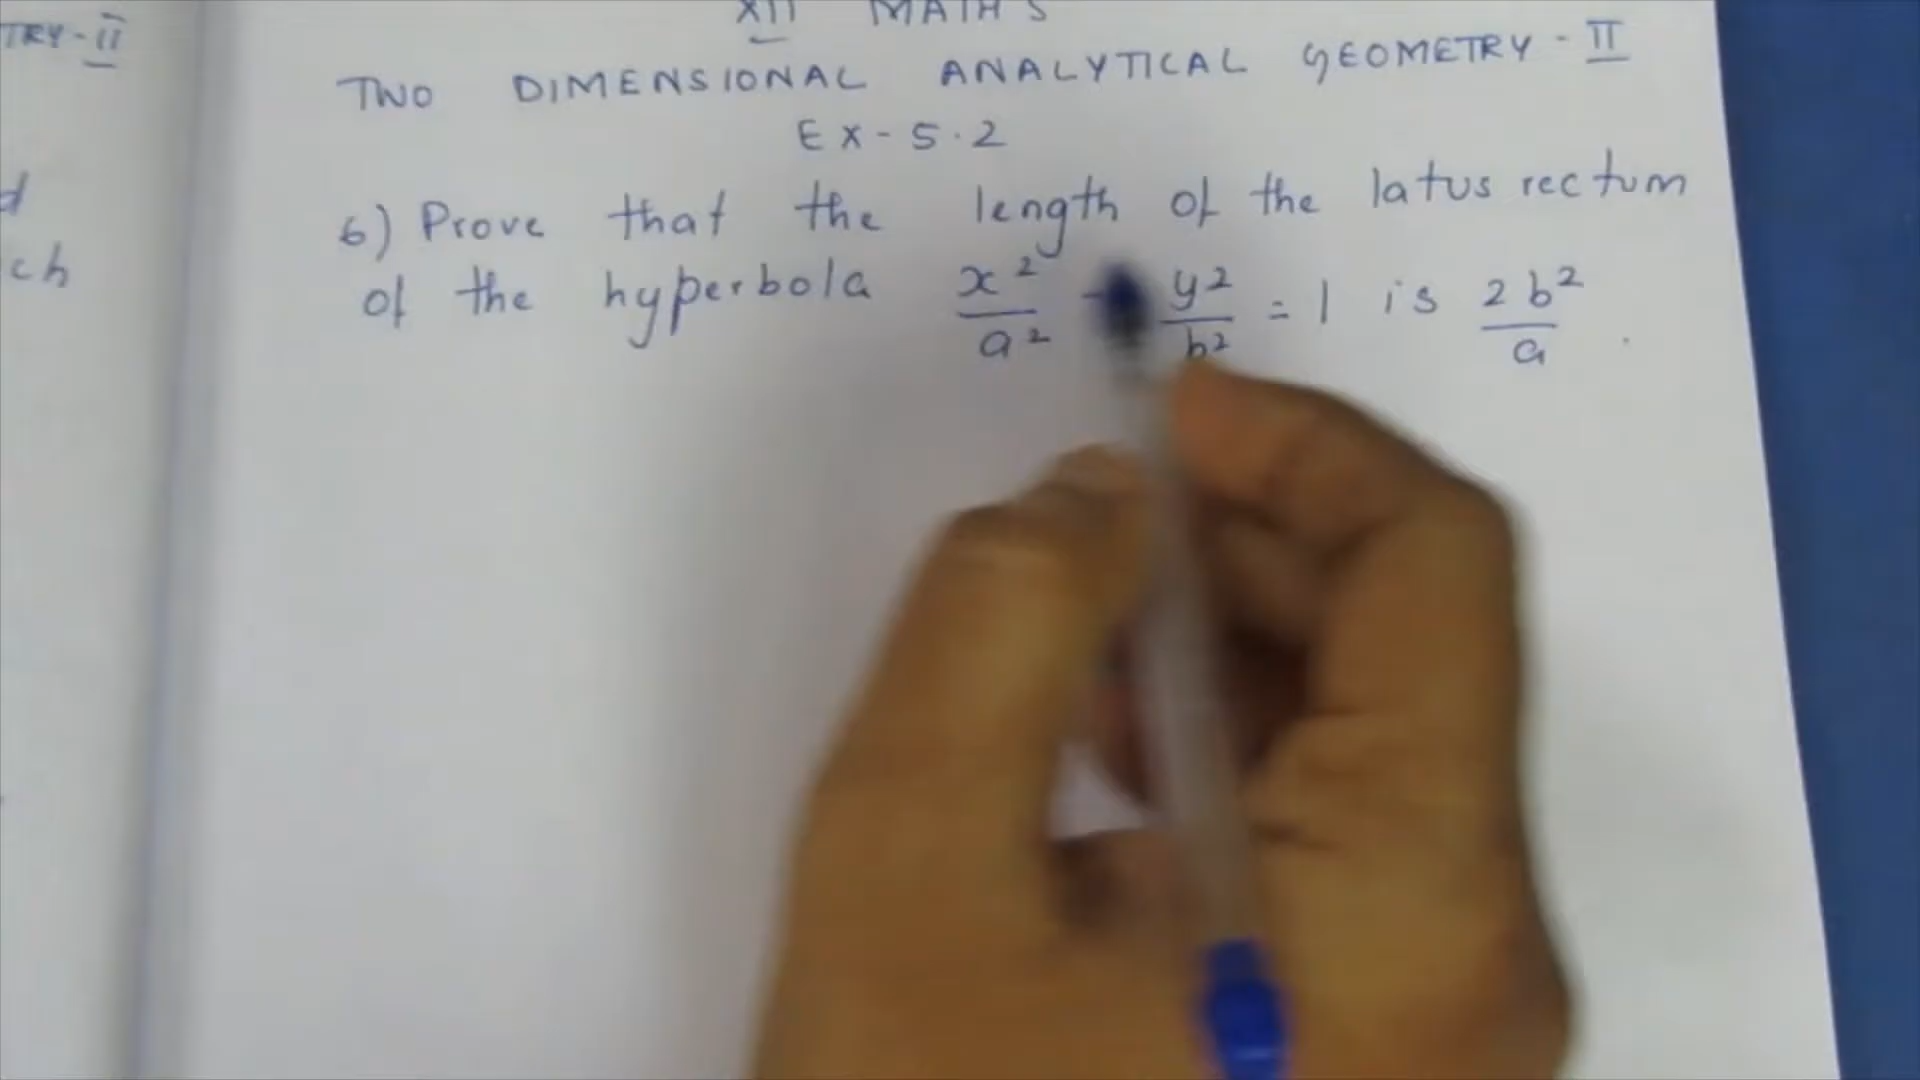 TRY-II
d
ch
XII MATHS
TWO DIMENSIONAL ANALYTICAL GEOMETRY - II
EX-5.2
6) Prove that the length of the latus rectum
of the hyperbola x²/a² - y²/b² = 1 is 2b²/a.